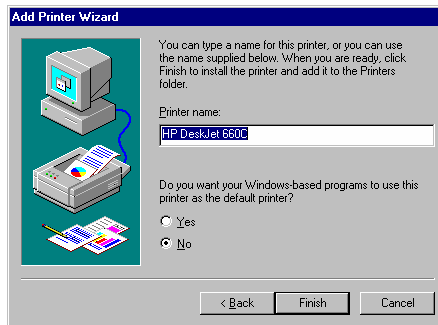 Add Printer Wizard
You can type a name for this printer, or you can use
the name supplied below. When you are ready, click
Finish to install the printer and add it to the Printers
folder.
Printer name:
HP DeskJet 660C
Do you want your Windows-based programs to use this
printer as the default printer?
Yes
No
< Back Finish Cancel